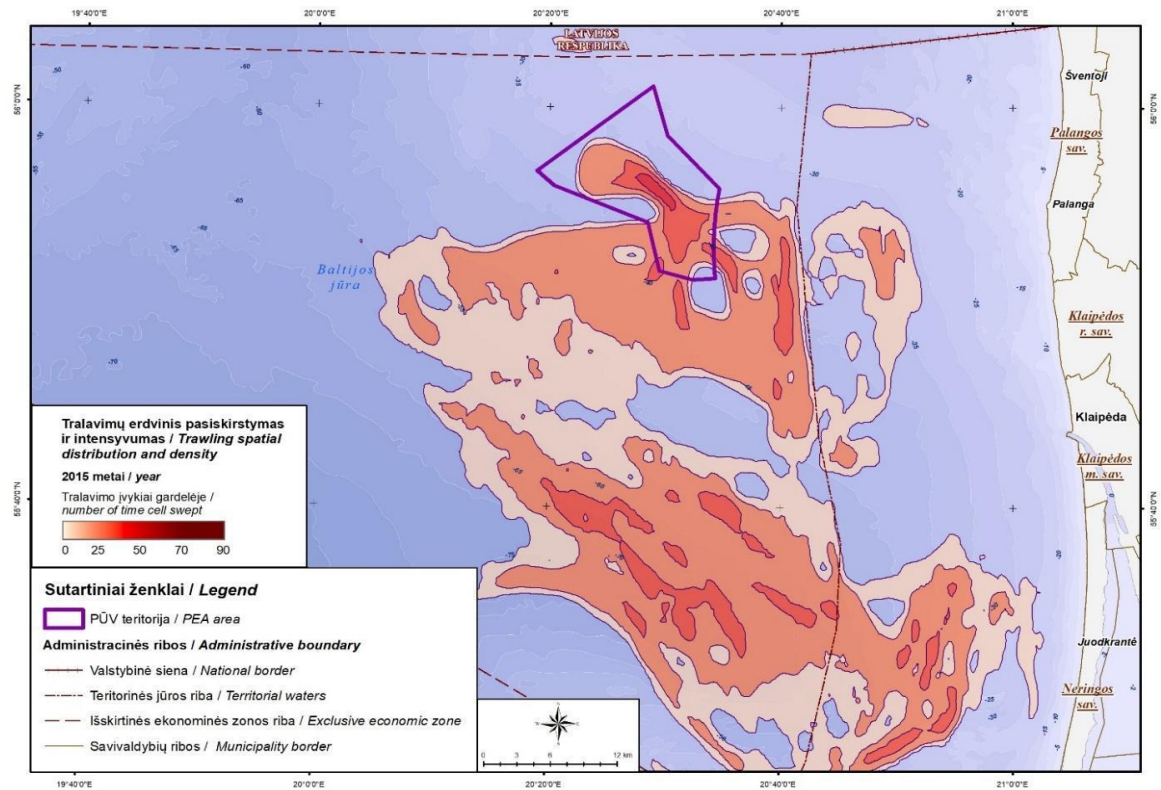 19°40'0"E 20°0'0"E 20°20'0"E 20°40'0"E 21°0'0"E
LATVIJOS
RESPUBLIKA
56°0'0"N
56°0'0"N
Šventoji
Palangos
sav.
Palanga
Baltijos
jūra
Klaipėdos
r. sav.
Klaipėda
Klaipėdos
m. sav.
55°40'0"N
55°40'0"N
Juodkrantė
Neringos
sav.
Tralavimų erdvinis pasiskirstymas
ir intensyvumas / Trawling spatial
distribution and density
2015 metai / year
Tralavimo įvykiai gardelėje /
number of time cell swept
0 25 50 70 90
Sutartiniai ženklai / Legend
PŪV teritorija / PEA area
Administracinės ribos / Administrative boundary
Valstybinė siena / National border
Teritorinės jūros riba / Territorial waters
Išskirtinės ekonominės zonos riba / Exclusive economic zone
Savivaldybių ribos / Municipality border
0 3 6 12 km
19°40'0"E 20°0'0"E 20°20'0"E 20°40'0"E 21°0'0"E